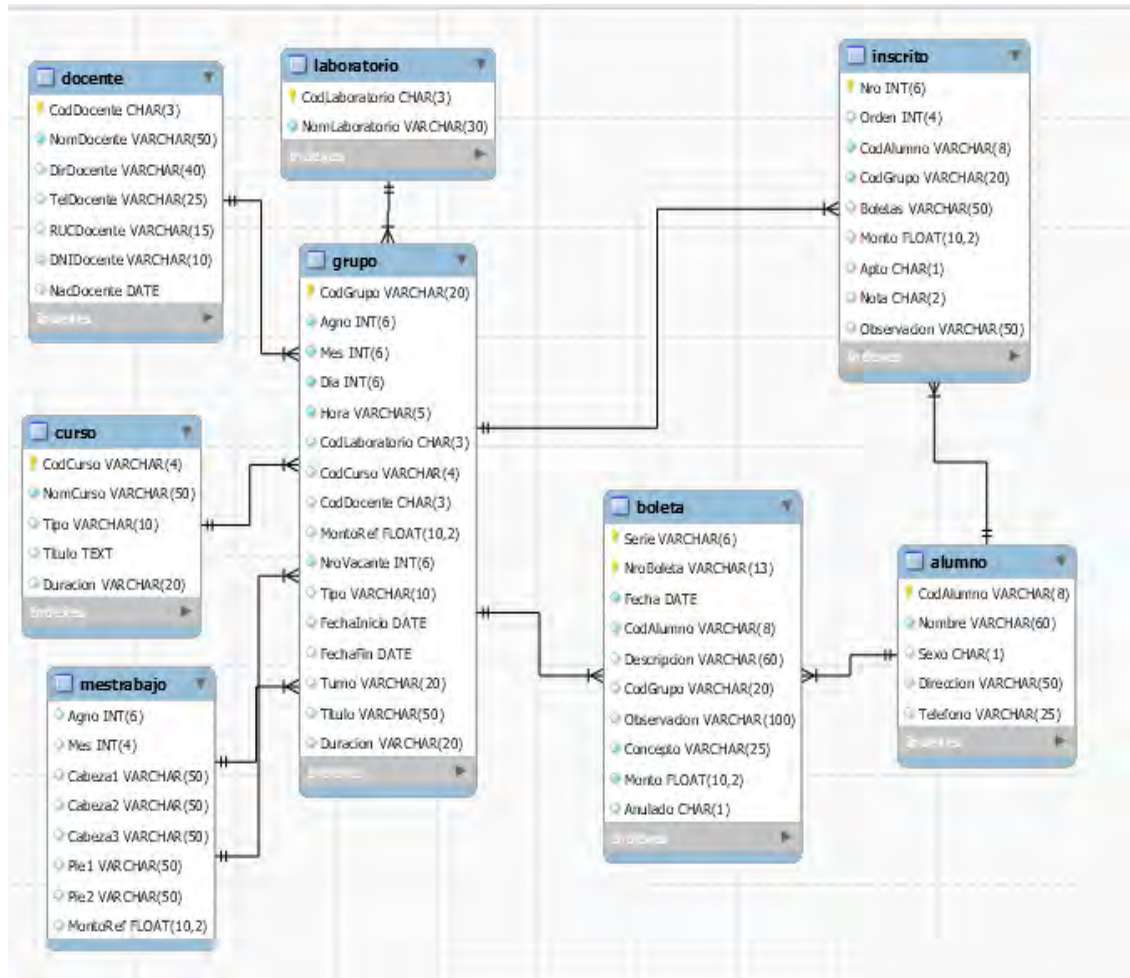 docente
CodDocente CHAR(3)
NomDocente VARCHAR(50)
DirDocente VARCHAR(40)
TelDocente VARCHAR(25)
RUCDocente VARCHAR(15)
DNIDocente VARCHAR(10)
NacDocente DATE
Indexes
laboratorio
CodLaboratorio CHAR(3)
NomLaboratorio VARCHAR(30)
Indexes
inscrito
Nro INT(6)
Orden INT(4)
CodAlumno VARCHAR(8)
CodGrupo VARCHAR(20)
Boletas VARCHAR(50)
Monto FLOAT(10,2)
Apto CHAR(1)
Nota CHAR(2)
Observacion VARCHAR(50)
Indexes
grupo
CodGrupo VARCHAR(20)
Agno INT(6)
Mes INT(6)
Dia INT(6)
Hora VARCHAR(5)
CodLaboratorio CHAR(3)
CodCurso VARCHAR(4)
CodDocente CHAR(3)
MontoRef FLOAT(10,2)
NroVacante INT(6)
Tipo VARCHAR(10)
FechaInicio DATE
FechaFin DATE
Turno VARCHAR(20)
Titulo VARCHAR(50)
Duracion VARCHAR(20)
Indexes
curso
CodCurso VARCHAR(4)
NomCurso VARCHAR(50)
Tipo VARCHAR(10)
Titulo TEXT
Duracion VARCHAR(20)
Indexes
boleta
Serie VARCHAR(6)
NroBoleta VARCHAR(13)
Fecha DATE
CodAlumno VARCHAR(8)
Descripcion VARCHAR(60)
CodGrupo VARCHAR(20)
Observacion VARCHAR(100)
Concepto VARCHAR(25)
Monto FLOAT(10,2)
Anulado CHAR(1)
Indexes
alumno
CodAlumno VARCHAR(8)
Nombre VARCHAR(60)
Sexo CHAR(1)
Direccion VARCHAR(50)
Telefono VARCHAR(25)
Indexes
mestrabajo
Agno INT(6)
Mes INT(4)
Cabeza1 VARCHAR(50)
Cabeza2 VARCHAR(50)
Cabeza3 VARCHAR(50)
Pie1 VARCHAR(50)
Pie2 VARCHAR(50)
MontoRef FLOAT(10,2)